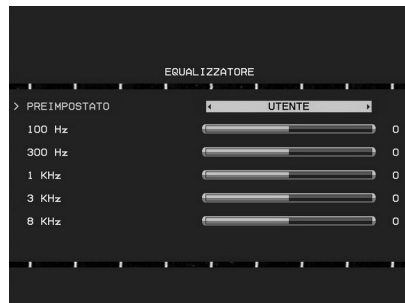 EQUALIZZATORE
> PREIMPOSTATO UTENTE
100 Hz 0
300 Hz 0
1 KHz 0
3 KHz 0
8 KHz 0